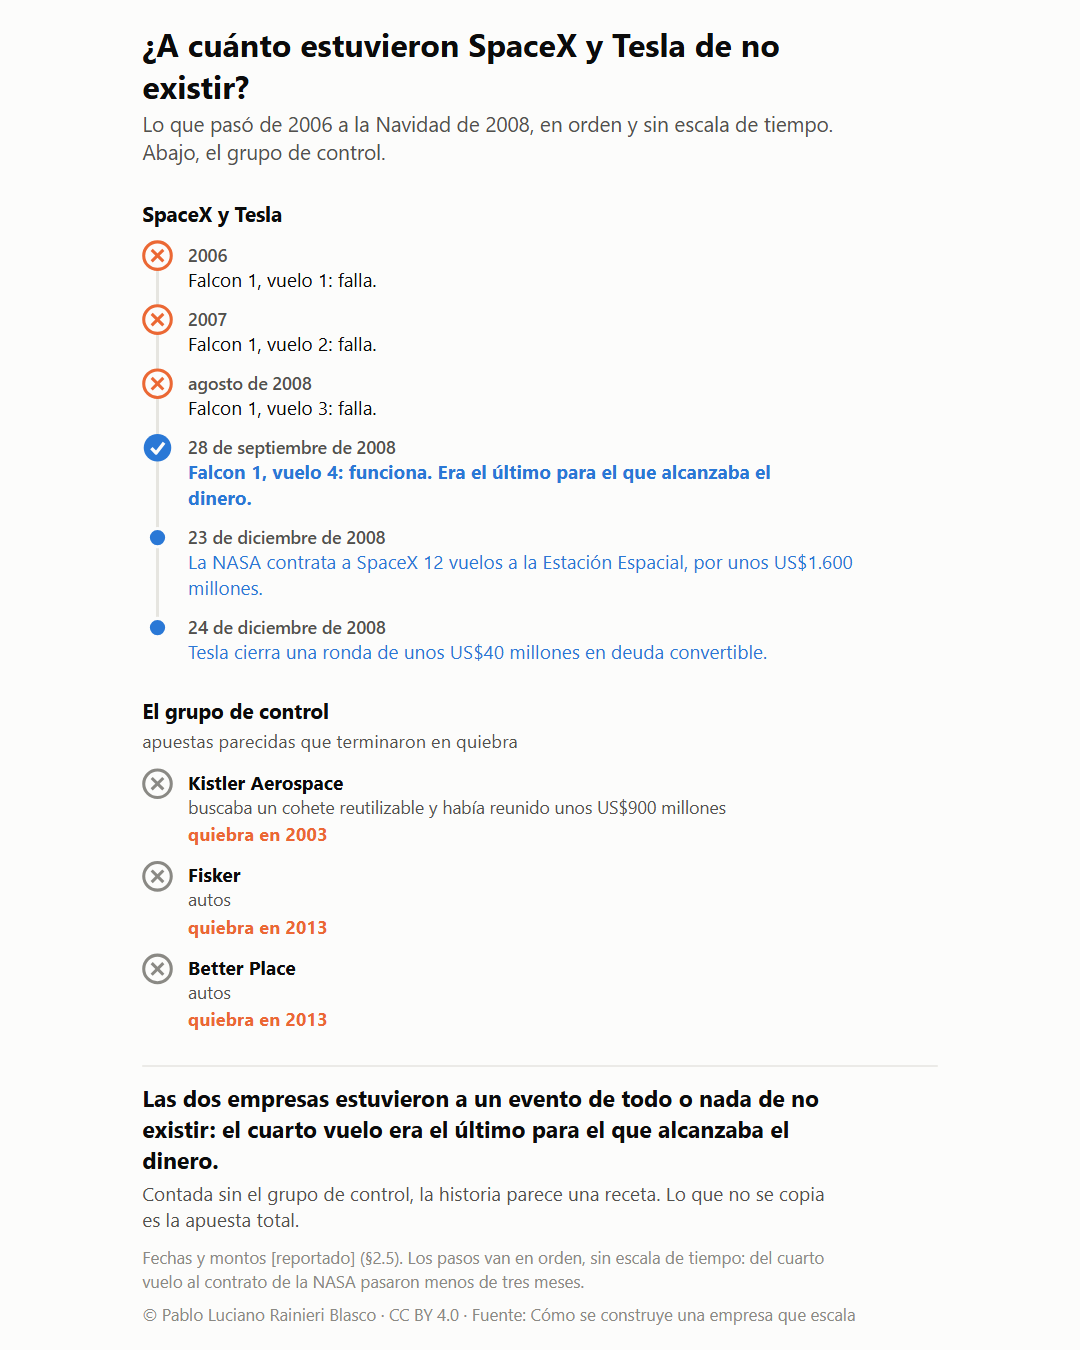 ¿A cuánto estuvieron SpaceX y Tesla de no
existir?
Lo que pasó de 2006 a la Navidad de 2008, en orden y sin escala de tiempo.
Abajo, el grupo de control.
SpaceX y Tesla
2006
Falcon 1, vuelo 1: falla.
2007
Falcon 1, vuelo 2: falla.
agosto de 2008
Falcon 1, vuelo 3: falla.
28 de septiembre de 2008
Falcon 1, vuelo 4: funciona. Era el último para el que alcanzaba el
dinero.
23 de diciembre de 2008
La NASA contrata a SpaceX 12 vuelos a la Estación Espacial, por unos US$1.600
millones.
24 de diciembre de 2008
Tesla cierra una ronda de unos US$40 millones en deuda convertible.
El grupo de control
apuestas parecidas que terminaron en quiebra
Kistler Aerospace
buscaba un cohete reutilizable y había reunido unos US$900 millones
quiebra en 2003
Fisker
autos
quiebra en 2013
Better Place
autos
quiebra en 2013
Las dos empresas estuvieron a un evento de todo o nada de no
existir: el cuarto vuelo era el último para el que alcanzaba el
dinero.
Contada sin el grupo de control, la historia parece una receta. Lo que no se copia
es la apuesta total.
Fechas y montos [reportado] (§2.5). Los pasos van en orden, sin escala de tiempo: del cuarto
vuelo al contrato de la NASA pasaron menos de tres meses.
© Pablo Luciano Rainieri Blasco · CC BY 4.0 · Fuente: Cómo se construye una empresa que escala